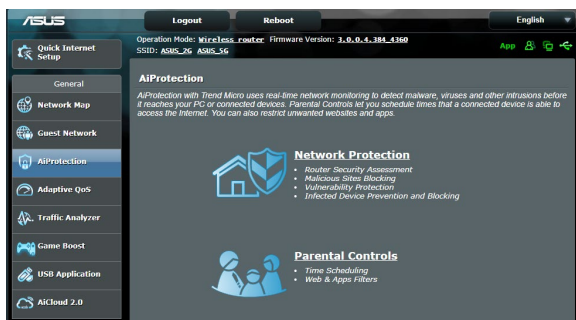 ASUS
Logout
Reboot
English
Quick Internet
Setup
Operation Mode: Wireless router Firmware Version: 3.0.0.4.384_4360
SSID: ASUS_2G ASUS_5G
App
General
Network Map
Guest Network
AiProtection
Adaptive QoS
Traffic Analyzer
Game Boost
USB Application
AiCloud 2.0
AiProtection
AiProtection with Trend Micro uses real-time network monitoring to detect malware, viruses and other intrusions before
it reaches your PC or connected devices. Parental Controls let you schedule times that a connected device is able to
access the Internet. You can also restrict unwanted websites and apps.
Network Protection
• Router Security Assessment
• Malicious Sites Blocking
• Vulnerability Protection
• Infected Device Prevention and Blocking
Parental Controls
• Time Scheduling
• Web & Apps Filters